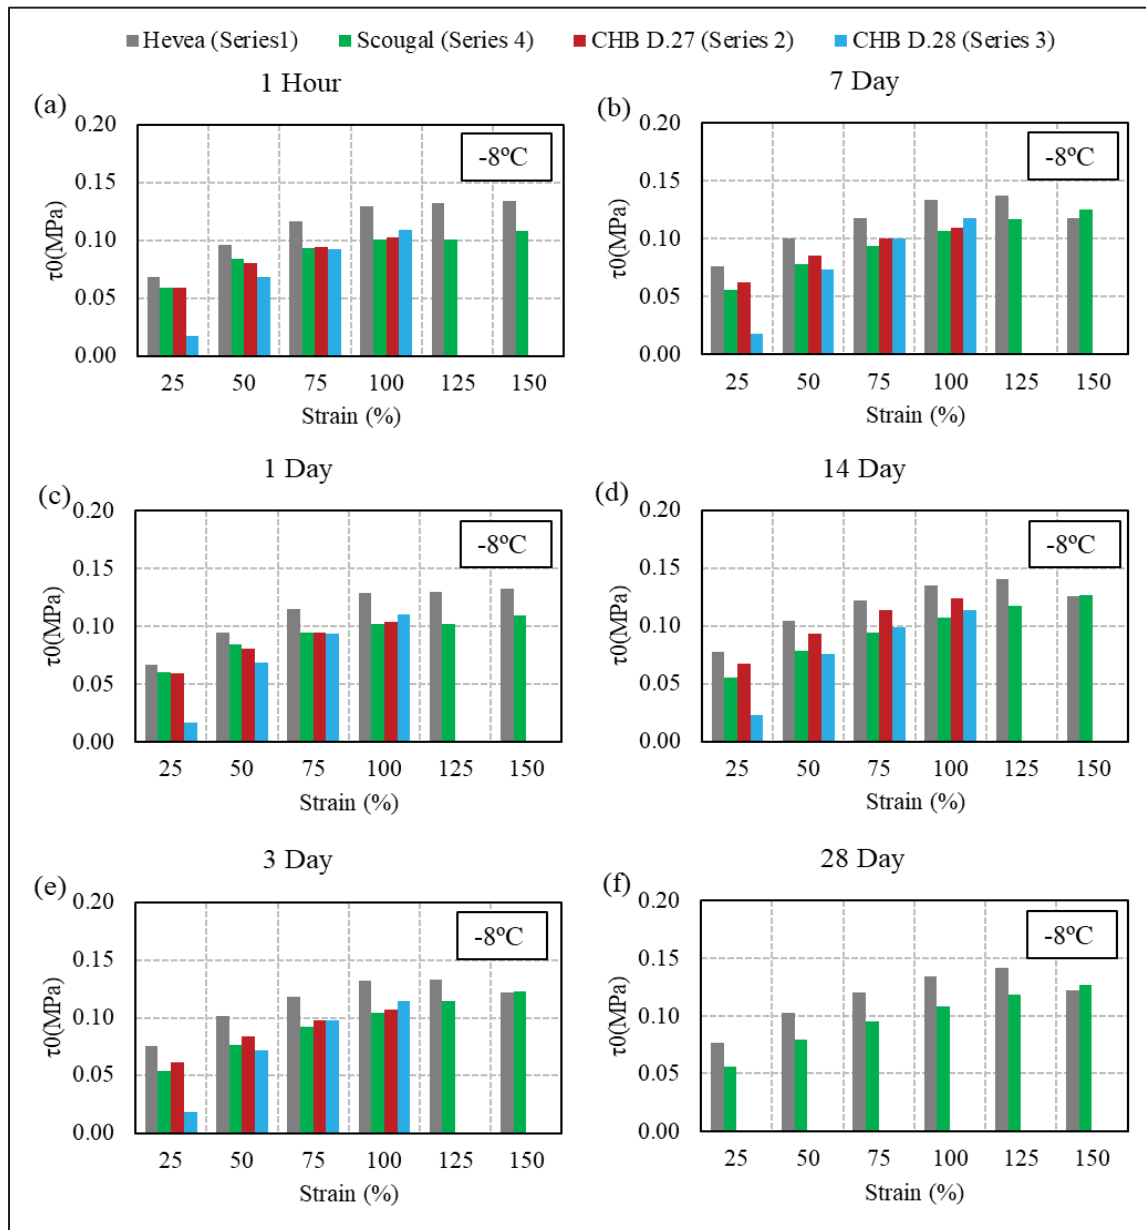 Hevea (Series1) Scougal (Series 4) CHB D.27 (Series 2) CHB D.28 (Series 3)
1 Hour
(a)
0.20
0.15
0.10
0.05
0.00
τ0(MPa)
-8ºC
25 50 75 100 125 150
Strain (%)
7 Day
(b)
0.20
0.15
0.10
0.05
0.00
τ0(MPa)
-8ºC
25 50 75 100 125 150
Strain (%)
1 Day
(c)
0.20
0.15
0.10
0.05
0.00
τ0(MPa)
-8ºC
25 50 75 100 125 150
Strain (%)
14 Day
(d)
0.20
0.15
0.10
0.05
0.00
τ0(MPa)
-8ºC
25 50 75 100 125 150
Strain (%)
3 Day
(e)
0.20
0.15
0.10
0.05
0.00
τ0(MPa)
-8ºC
25 50 75 100 125 150
Strain (%)
28 Day
(f)
0.20
0.15
0.10
0.05
0.00
τ0(MPa)
-8ºC
25 50 75 100 125 150
Strain (%)